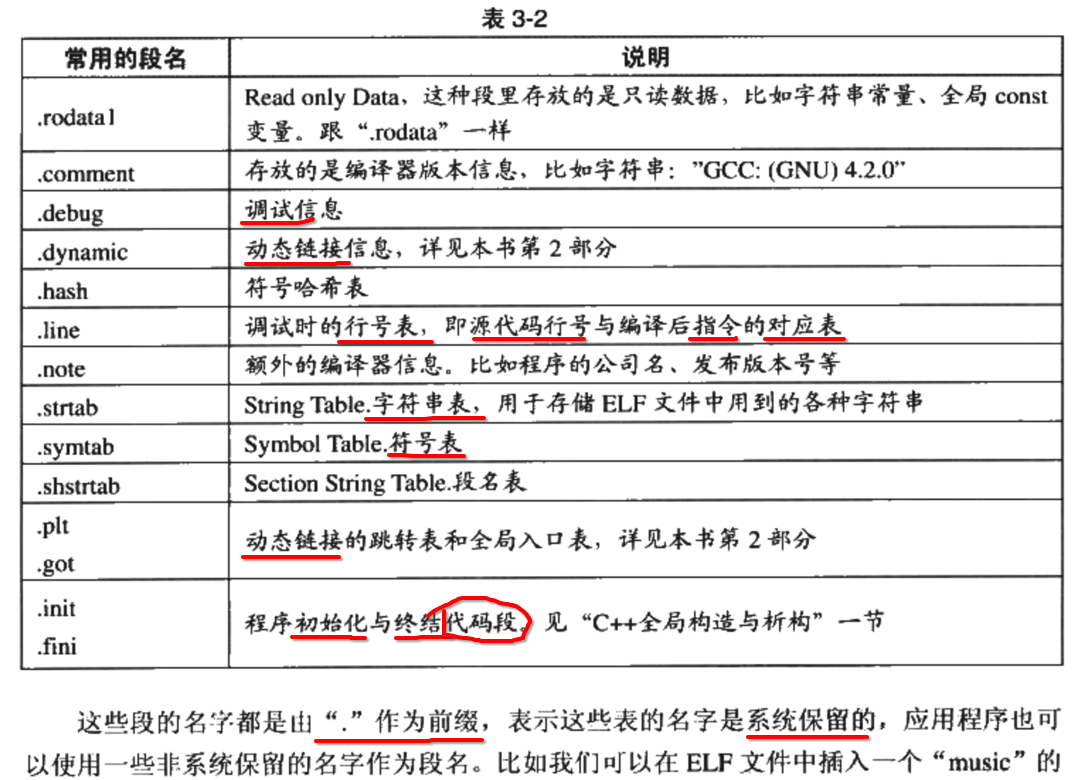 表 3-2
常用的段名 说明
.rodata1 Read only Data，这种段里存放的是只读数据，比如字符串常量、全局 const
变量。跟“.rodata”一样
.comment 存放的是编译器版本信息，比如字符串：”GCC: (GNU) 4.2.0”
.debug 调试信息
.dynamic 动态链接信息，详见本书第 2 部分
.hash 符号哈希表
.line 调试时的行号表，即源代码行号与编译后指令的对应表
.note 额外的编译器信息。比如程序的公司名、发布版本号等
.strtab String Table.字符串表，用于存储 ELF 文件中用到的各种字符串
.symtab Symbol Table.符号表
.shstrtab Section String Table.段名表
.plt
.got
动态链接的跳转表和全局入口表，详见本书第 2 部分
.init
.fini
程序初始化与终结代码段。见“C++全局构造与析构”一节
这些段的名字都是由“.”作为前缀，表示这些表的名字是系统保留的，应用程序也可
以使用一些非系统保留的名字作为段名。比如我们可以在 ELF 文件中插入一个“music”的